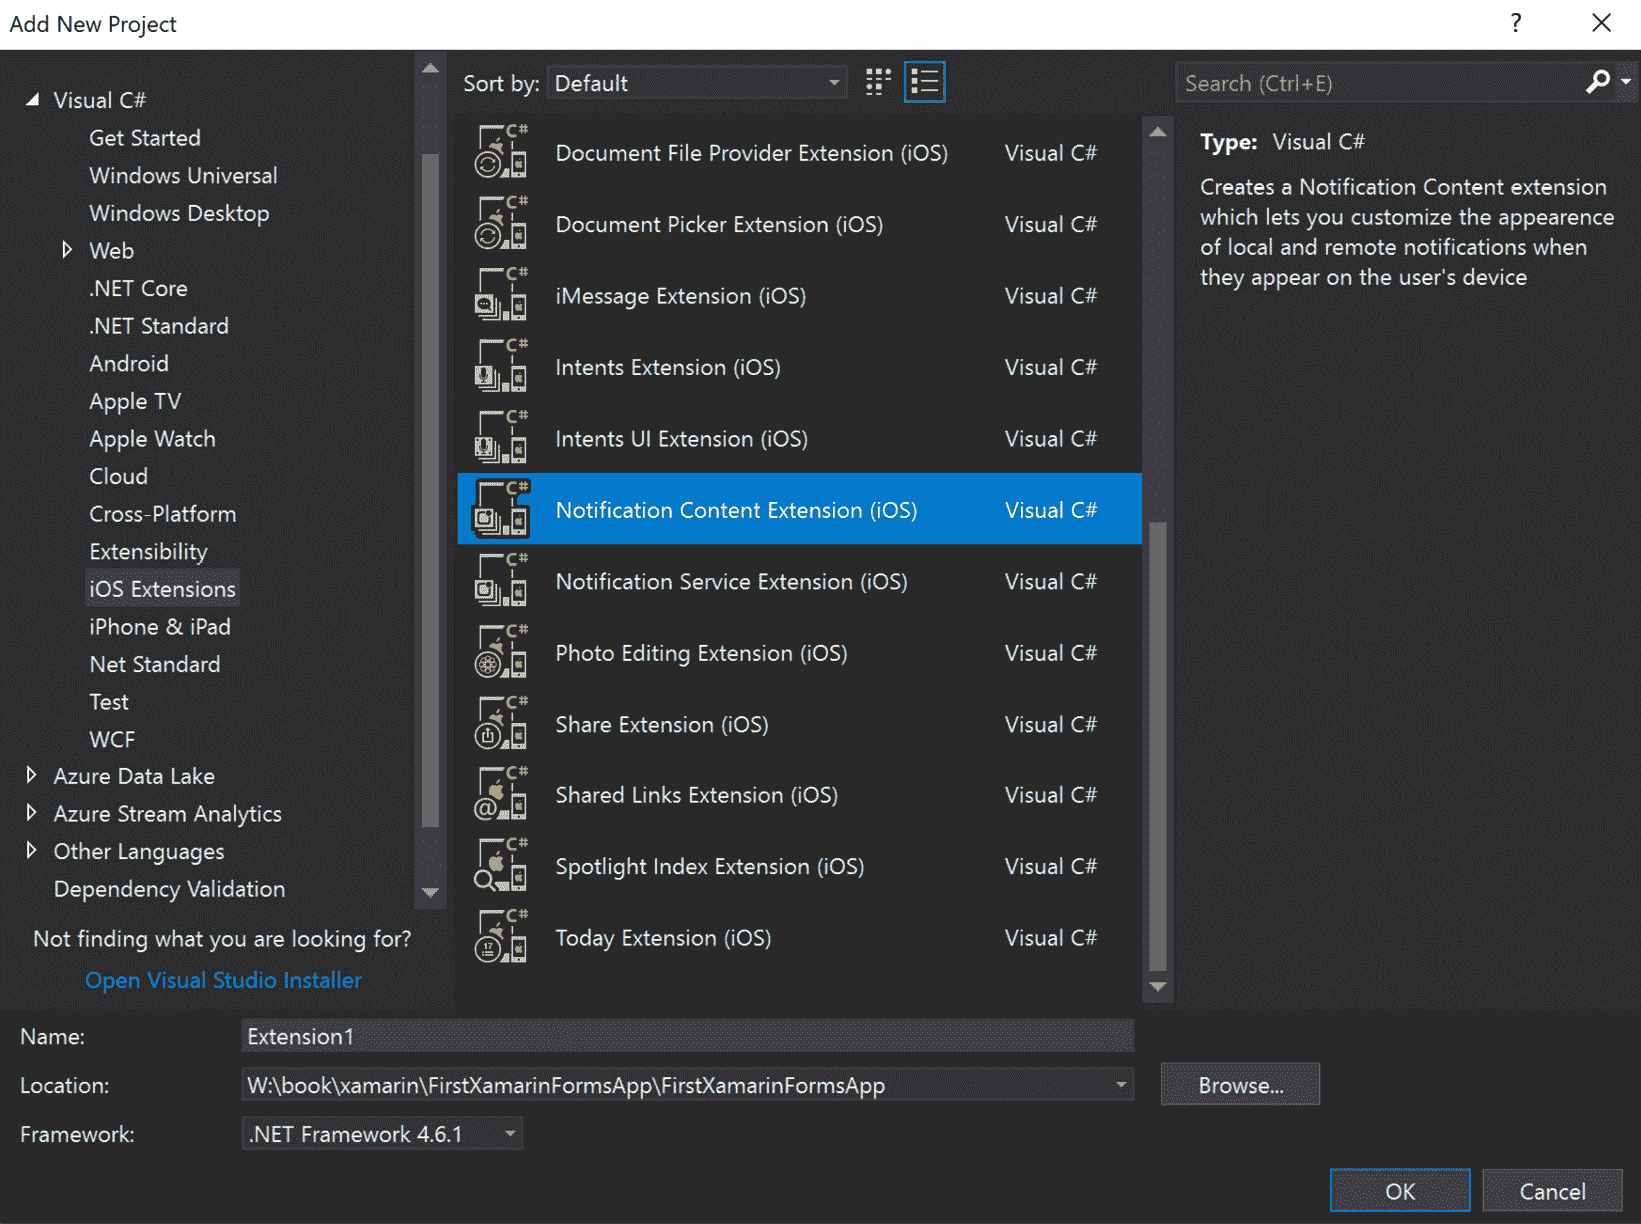 Add New Project
?
Visual C#
Get Started
Windows Universal
Windows Desktop
Web
.NET Core
.NET Standard
Android
Apple TV
Apple Watch
Cloud
Cross-Platform
Extensibility
iOS Extensions
iPhone & iPad
Net Standard
Test
WCF
Azure Data Lake
Azure Stream Analytics
Other Languages
Dependency Validation
Not finding what you are looking for?
Open Visual Studio Installer
Sort by: Default
C# Document File Provider Extension (iOS) Visual C#
C# Document Picker Extension (iOS) Visual C#
C# iMessage Extension (iOS) Visual C#
C# Intents Extension (iOS) Visual C#
C# Intents UI Extension (iOS) Visual C#
C# Notification Content Extension (iOS) Visual C#
C# Notification Service Extension (iOS) Visual C#
C# Photo Editing Extension (iOS) Visual C#
C# Share Extension (iOS) Visual C#
C# @ Shared Links Extension (iOS) Visual C#
C# Spotlight Index Extension (iOS) Visual C#
C# 17 Today Extension (iOS) Visual C#
Search (Ctrl+E)
Type: Visual C#
Creates a Notification Content extension
which lets you customize the appearence
of local and remote notifications when
they appear on the user's device
Name: Extension1
Location: W:\book\xamarin\FirstXamarinFormsApp\FirstXamarinFormsApp Browse...
Framework: .NET Framework 4.6.1
OK Cancel